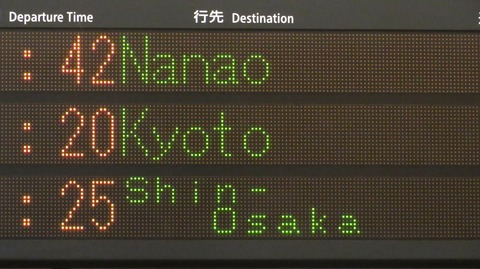 Departure Time 行先 Destination
:42 Nanao
:20 Kyoto
:25 Shin-
Osaka